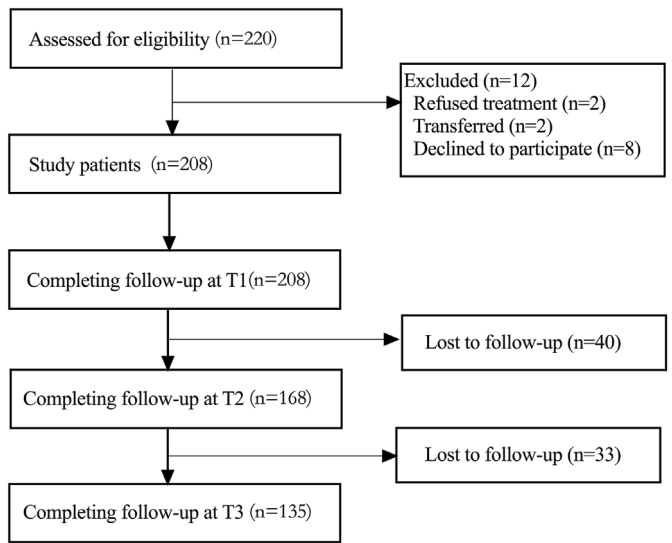 Assessed for eligibility (n=220)
Excluded (n=12)
Refused treatment (n=2)
Transferred (n=2)
Declined to participate (n=8)
Study patients (n=208)
Completing follow-up at T1(n=208)
Lost to follow-up (n=40)
Completing follow-up at T2 (n=168)
Lost to follow-up (n=33)
Completing follow-up at T3 (n=135)